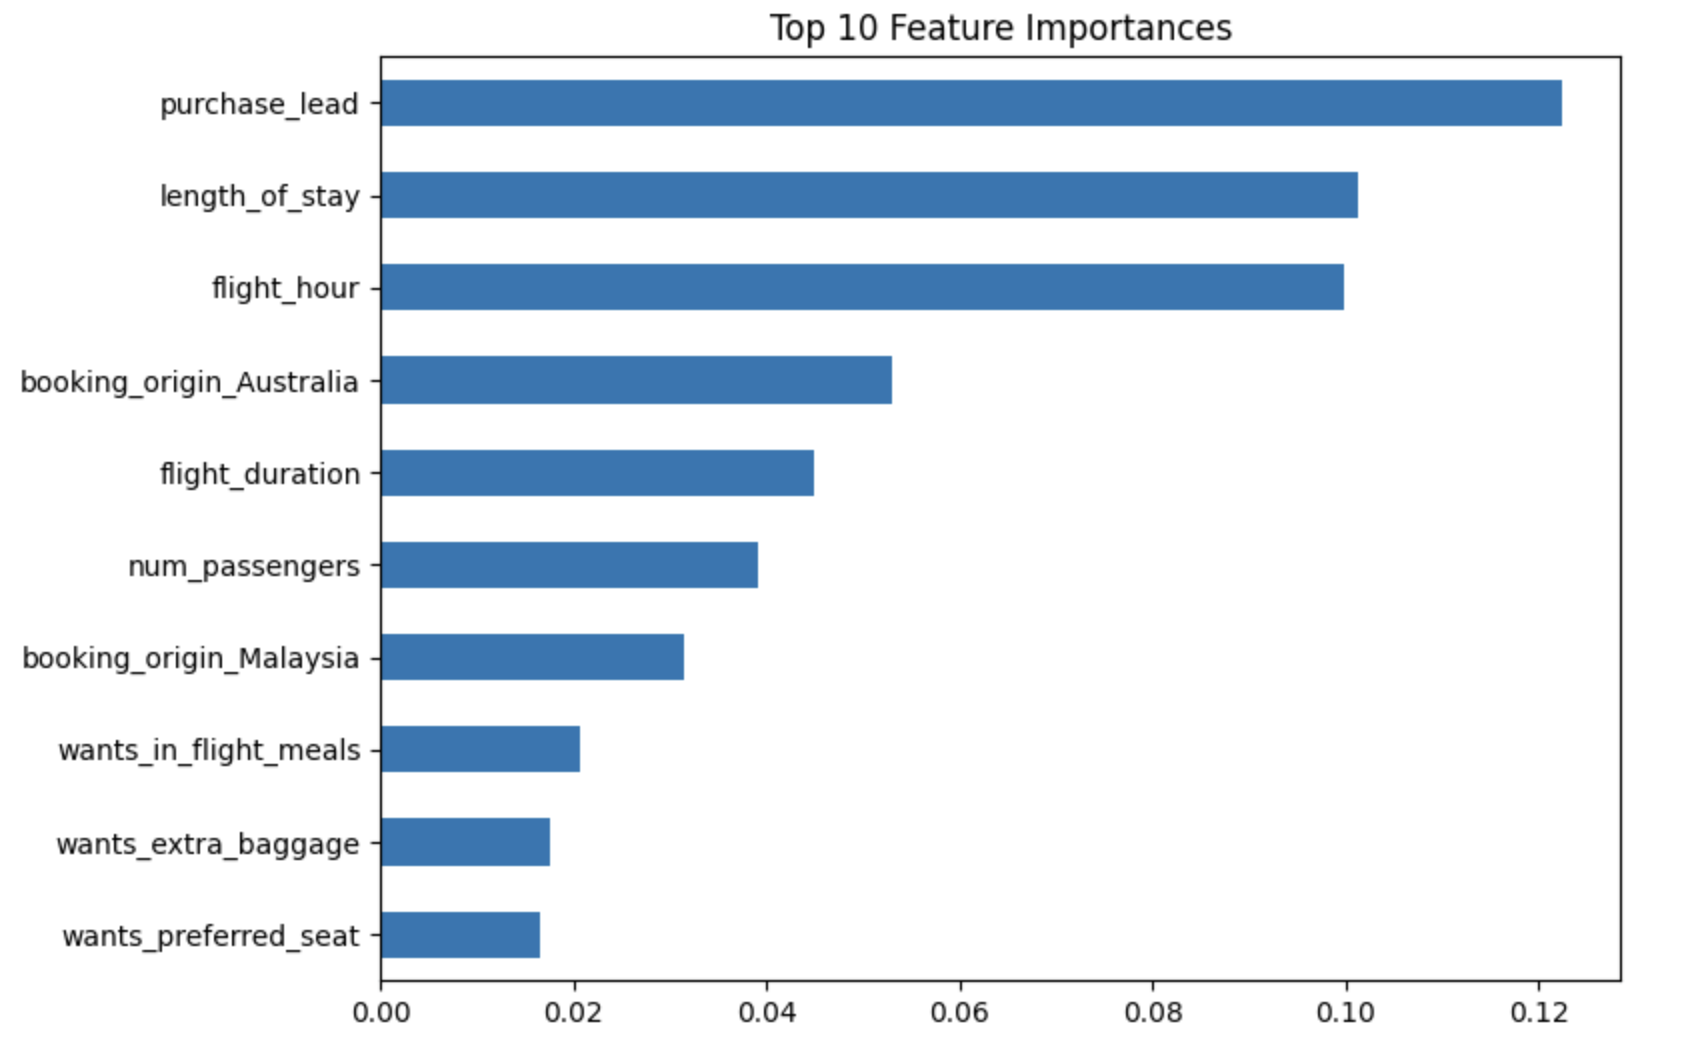 Top 10 Feature Importances
purchase_lead
length_of_stay
flight_hour
booking_origin_Australia
flight_duration
num_passengers
booking_origin_Malaysia
wants_in_flight_meals
wants_extra_baggage
wants_preferred_seat
0.00 0.02 0.04 0.06 0.08 0.10 0.12